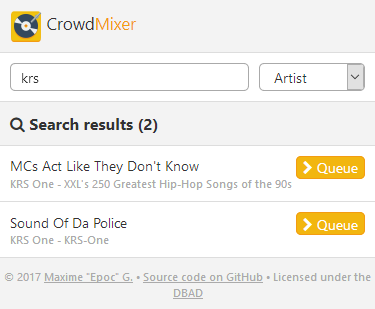 CrowdMixer
krs Artist
Search results (2)
MCs Act Like They Don't Know
Queue
KRS One - XXL's 250 Greatest Hip-Hop Songs of the 90s
Sound Of Da Police
Queue
KRS One - KRS-One
© 2017 Maxime "Epoc" G. • Source code on GitHub • Licensed under the
DBAD